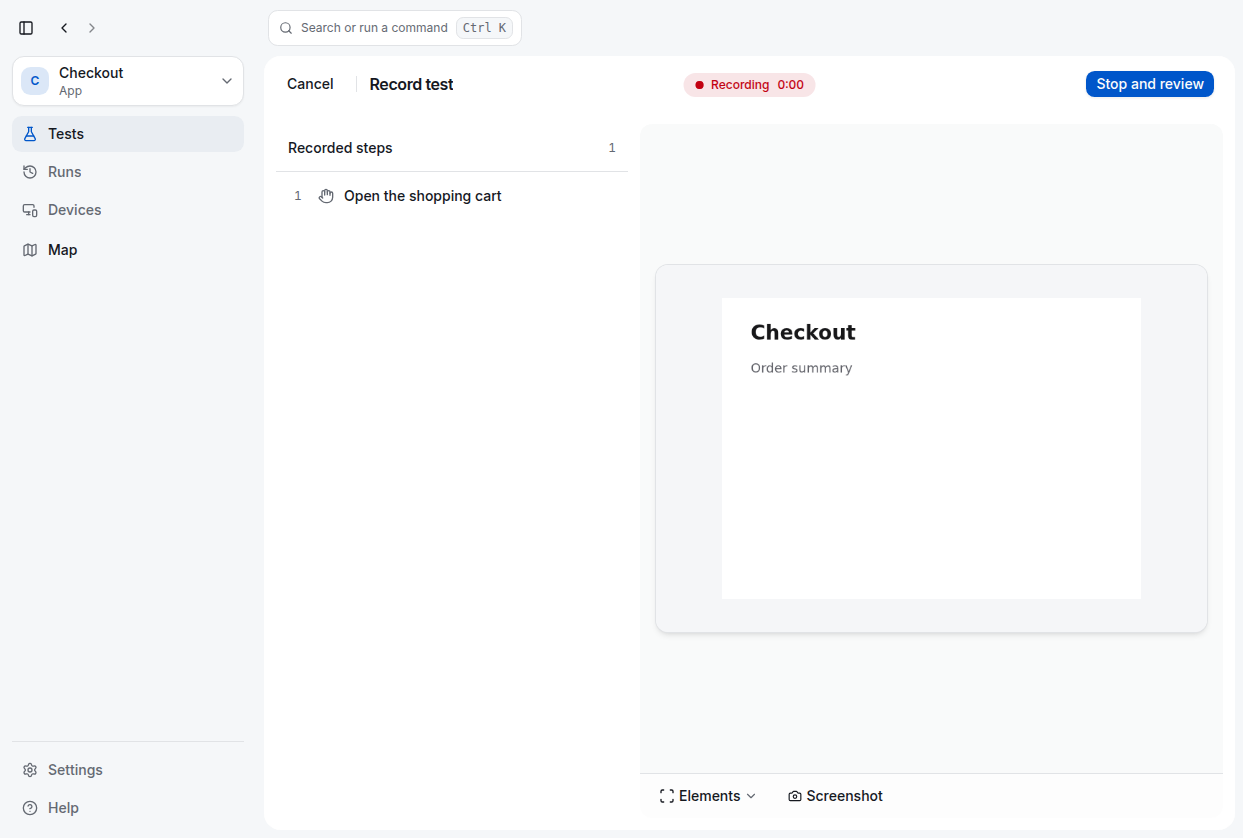 Search or run a command Ctrl K
C Checkout
App
Cancel Record test Recording 0:00 Stop and review
Tests
Runs
Devices
Map
Recorded steps 1
1 Open the shopping cart
Checkout
Order summary
Elements Screenshot
Settings
Help